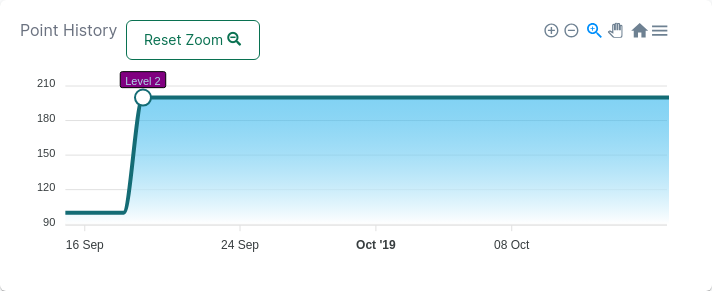 Point History
Reset Zoom
Level 2
210
180
150
120
90
16 Sep
24 Sep
Oct '19
08 Oct